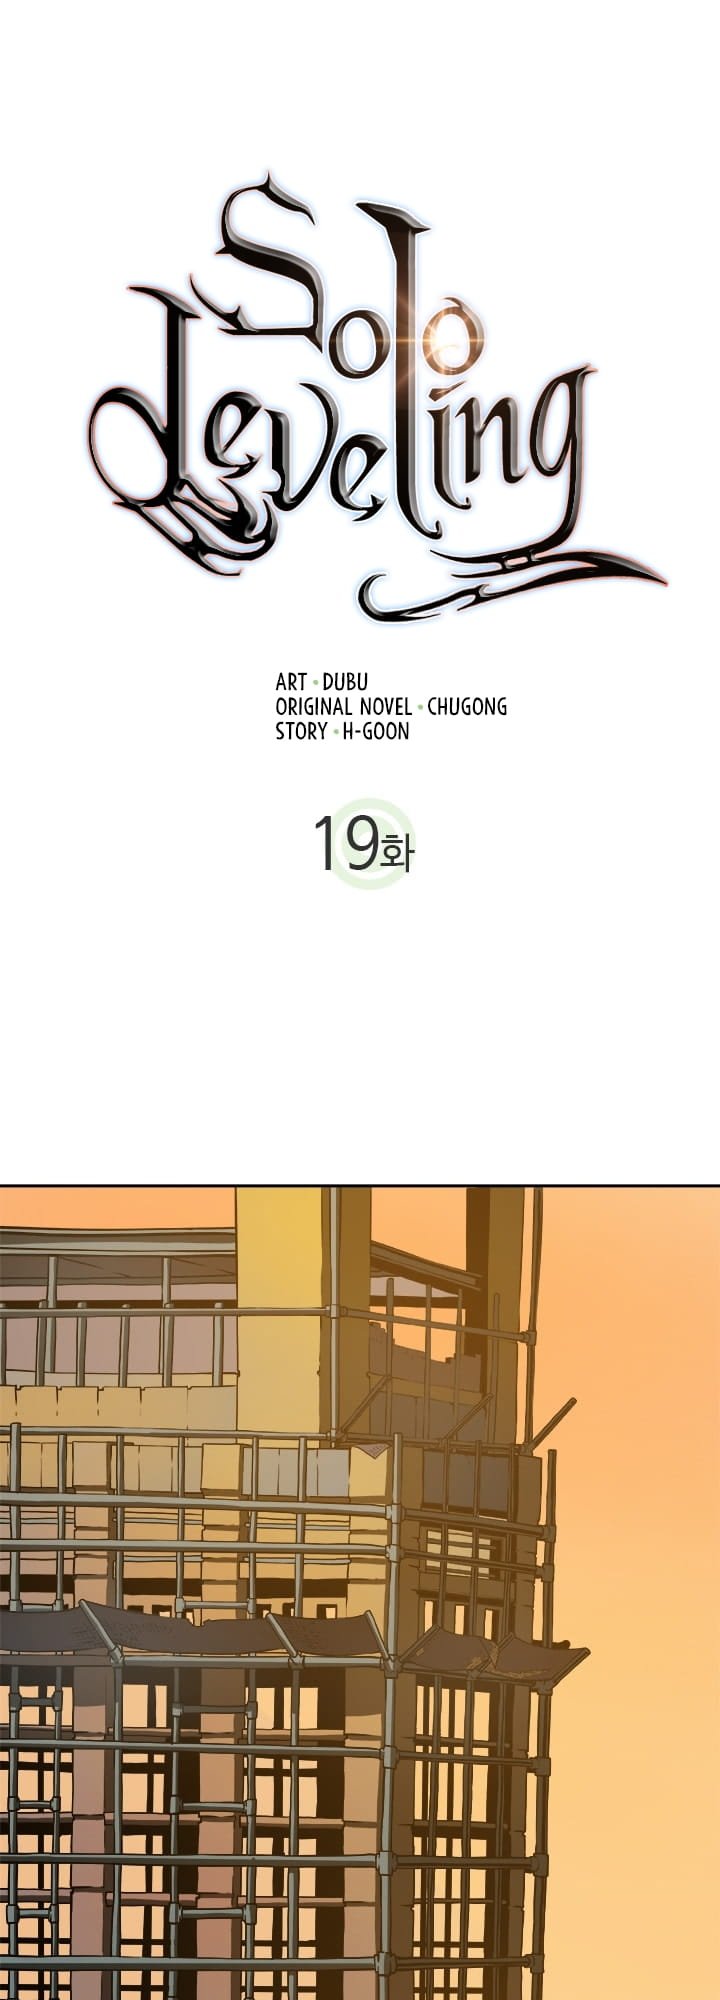 Solo
Leveling
ART • DUBU
ORIGINAL NOVEL • CHUGONG
STORY • H-GOON
19화